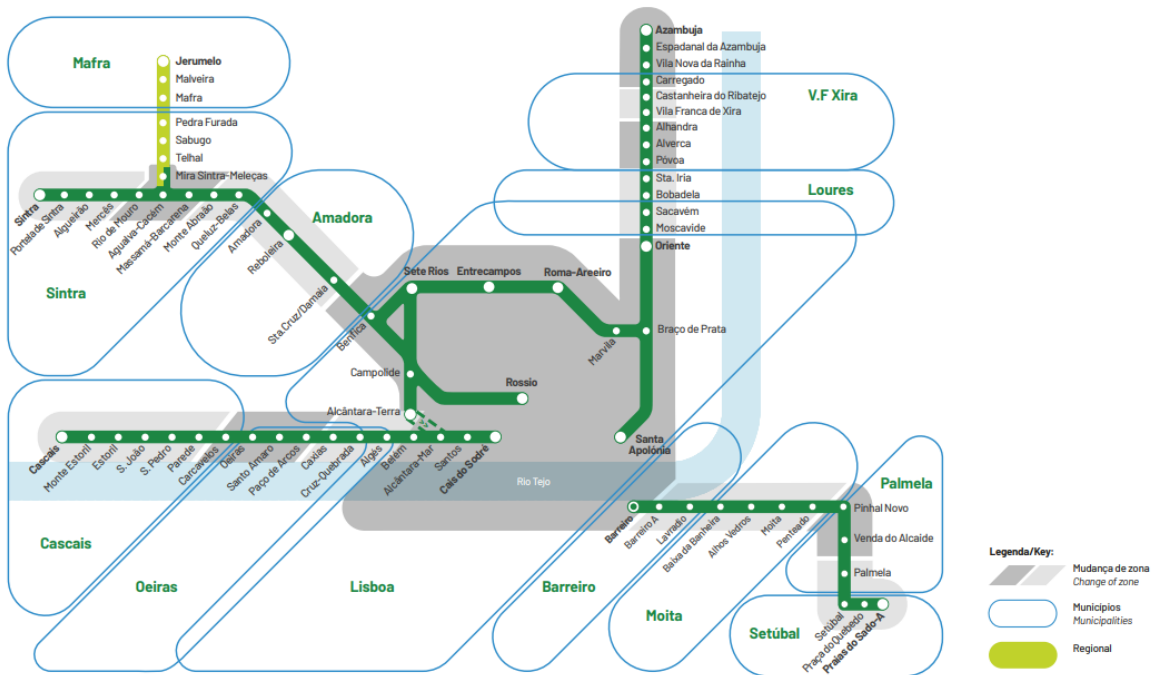 Mafra
Jerumelo
Malveira
Mafra
Pedra Furada
Sabugo
Telhal
Mira Sintra-Meleças
Sintra
Portela de Sintra
Algueirão
Mercês
Rio de Mouro
Agualva-Cacém
Massamá-Barcarena
Monte Abraão
Queluz-Belas
Amadora
Reboleira
Sta.Cruz/Damaia
Benfica
Amadora
Sintra
Sete Rios
Entrecampos
Roma-Areeiro
Marvila
Braço de Prata
Campolide
Rossio
Alcântara-Terra
Santa
Apolónia
Azambuja
Espadanal da Azambuja
Vila Nova da Rainha
Carregado
Castanheira do Ribatejo
Vila Franca de Xira
Alhandra
Alverca
Póvoa
Sta. Iria
Bobadela
Sacavém
Moscavide
Oriente
V.F Xira
Loures
Cascais
Monte Estoril
Estoril
S. João
S. Pedro
Parede
Carcavelos
Oeiras
Santo Amaro
Paço de Arcos
Caxias
Cruz-Quebrada
Algés
Belém
Alcântara-Mar
Santos
Cais do Sodré
Rio Tejo
Cascais
Oeiras
Lisboa
Barreiro
Moita
Setúbal
Palmela
Barreiro
Barreiro A
Lavradio
Baixa da Banheira
Alhos Vedros
Moita
Penteado
Pinhal Novo
Venda do Alcaide
Palmela
Setúbal
Praça do Quebedo
Praias do Sado-A
Legenda/Key:
Mudança de zona
Change of zone
Municípios
Municipalities
Regional